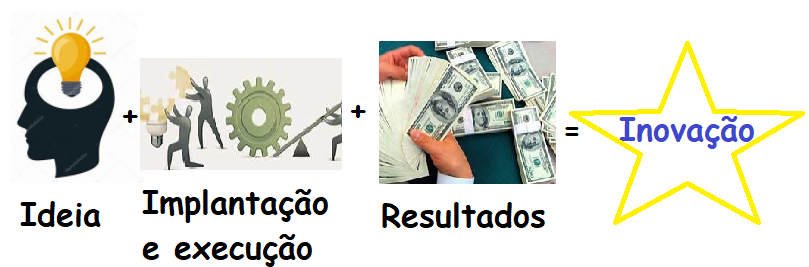 +
+
=
Inovação
Ideia
Implantação
e execução
Resultados